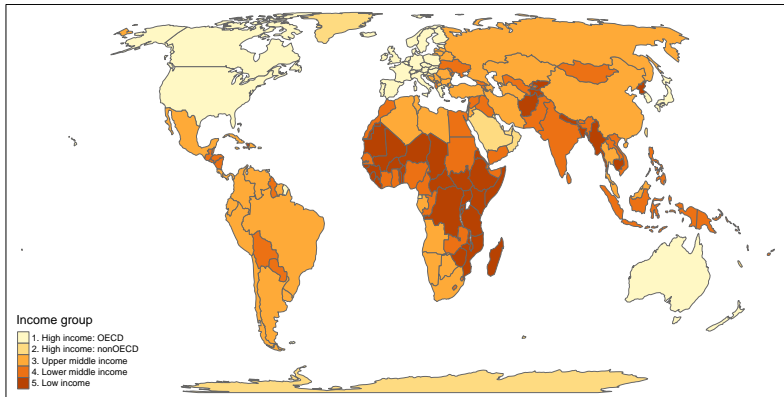 Income group
1. High income: OECD
2. High income: nonOECD
3. Upper middle income
4. Lower middle income
5. Low income